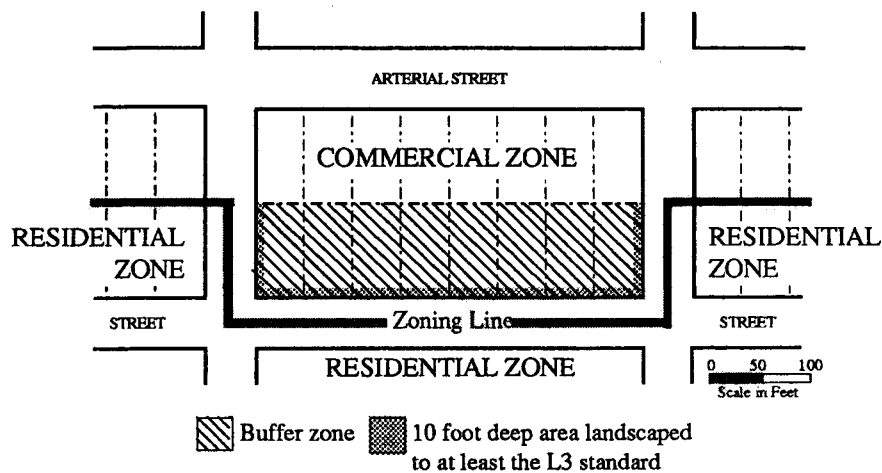 ARTERIAL STREET
COMMERCIAL ZONE
RESIDENTIAL
ZONE
RESIDENTIAL
ZONE
STREET
Zoning Line
STREET
RESIDENTIAL ZONE
0 50 100
Scale in Feet
Buffer zone
10 foot deep area landscaped
to at least the L3 standard